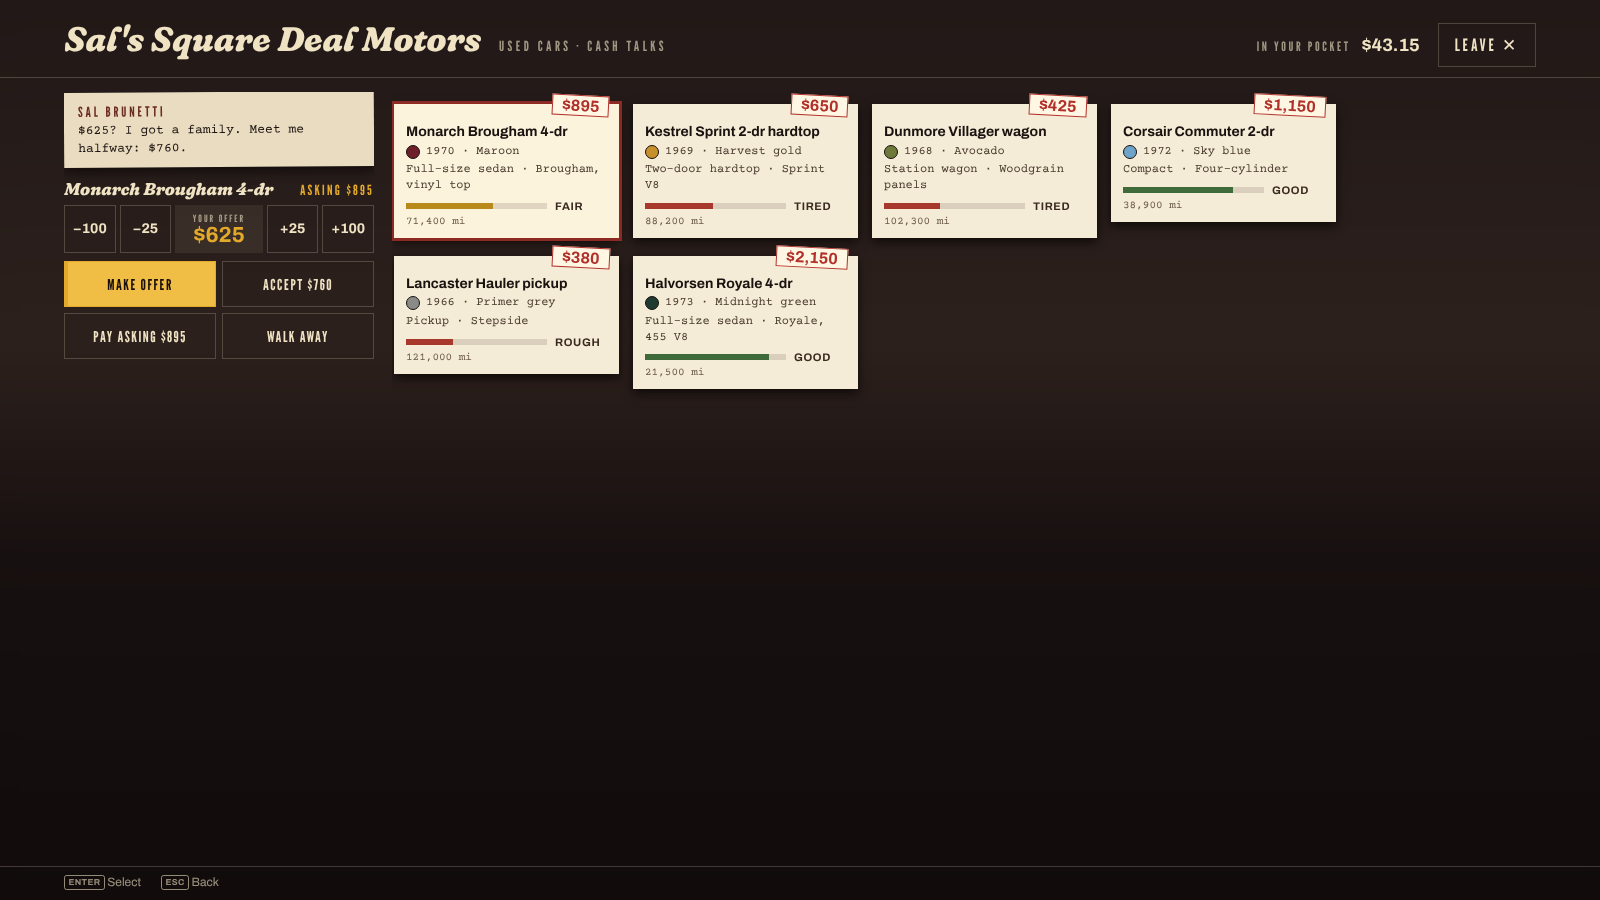 Sal's Square Deal Motors
USED CARS · CASH TALKS
IN YOUR POCKET $43.15
LEAVE ✕
SAL BRUNETTI
$625? I got a family. Meet me
halfway: $760.
Monarch Brougham 4-dr
ASKING $895
−100
−25
YOUR OFFER
$625
+25
+100
MAKE OFFER
ACCEPT $760
PAY ASKING $895
WALK AWAY
$895
Monarch Brougham 4-dr
1970 · Maroon
Full-size sedan · Brougham,
vinyl top
FAIR
71,400 mi
$650
Kestrel Sprint 2-dr hardtop
1969 · Harvest gold
Two-door hardtop · Sprint
V8
TIRED
88,200 mi
$425
Dunmore Villager wagon
1968 · Avocado
Station wagon · Woodgrain
panels
TIRED
102,300 mi
$1,150
Corsair Commuter 2-dr
1972 · Sky blue
Compact · Four-cylinder
GOOD
38,900 mi
$380
Lancaster Hauler pickup
1966 · Primer grey
Pickup · Stepside
ROUGH
121,000 mi
$2,150
Halvorsen Royale 4-dr
1973 · Midnight green
Full-size sedan · Royale,
455 V8
GOOD
21,500 mi
ENTER Select
ESC Back